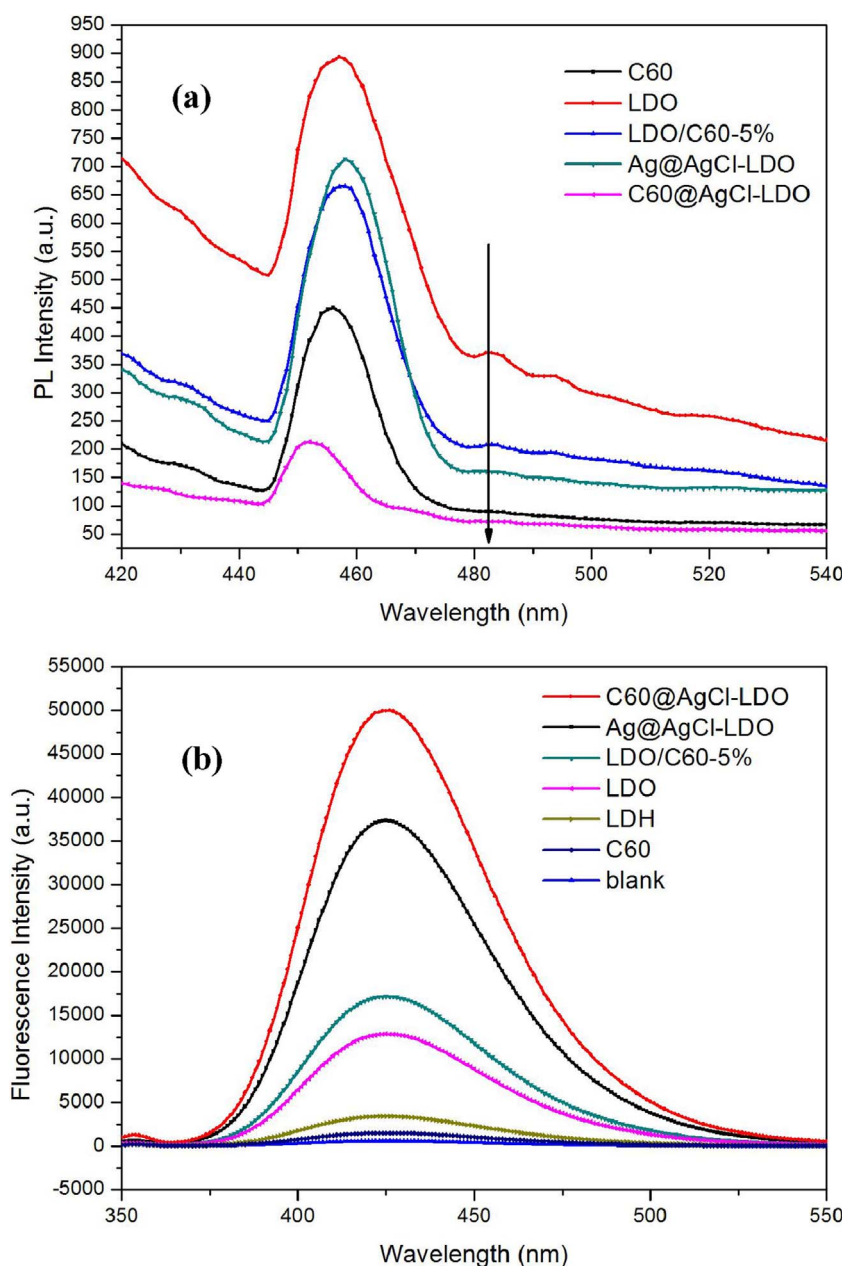 950
900
850
800
750
700
650
600
550
500
450
400
350
300
250
200
150
100
50
PL Intensity (a.u.)
(a)
C60
LDO
LDO/C60-5%
Ag@AgCl-LDO
C60@AgCl-LDO
420 440 460 480 500 520 540
Wavelength (nm)
55000
50000
45000
40000
35000
30000
25000
20000
15000
10000
5000
0
-5000
Fluorescence Intensity (a.u.)
(b)
C60@AgCl-LDO
Ag@AgCl-LDO
LDO/C60-5%
LDO
LDH
C60
blank
350 400 450 500 550
Wavelength (nm)